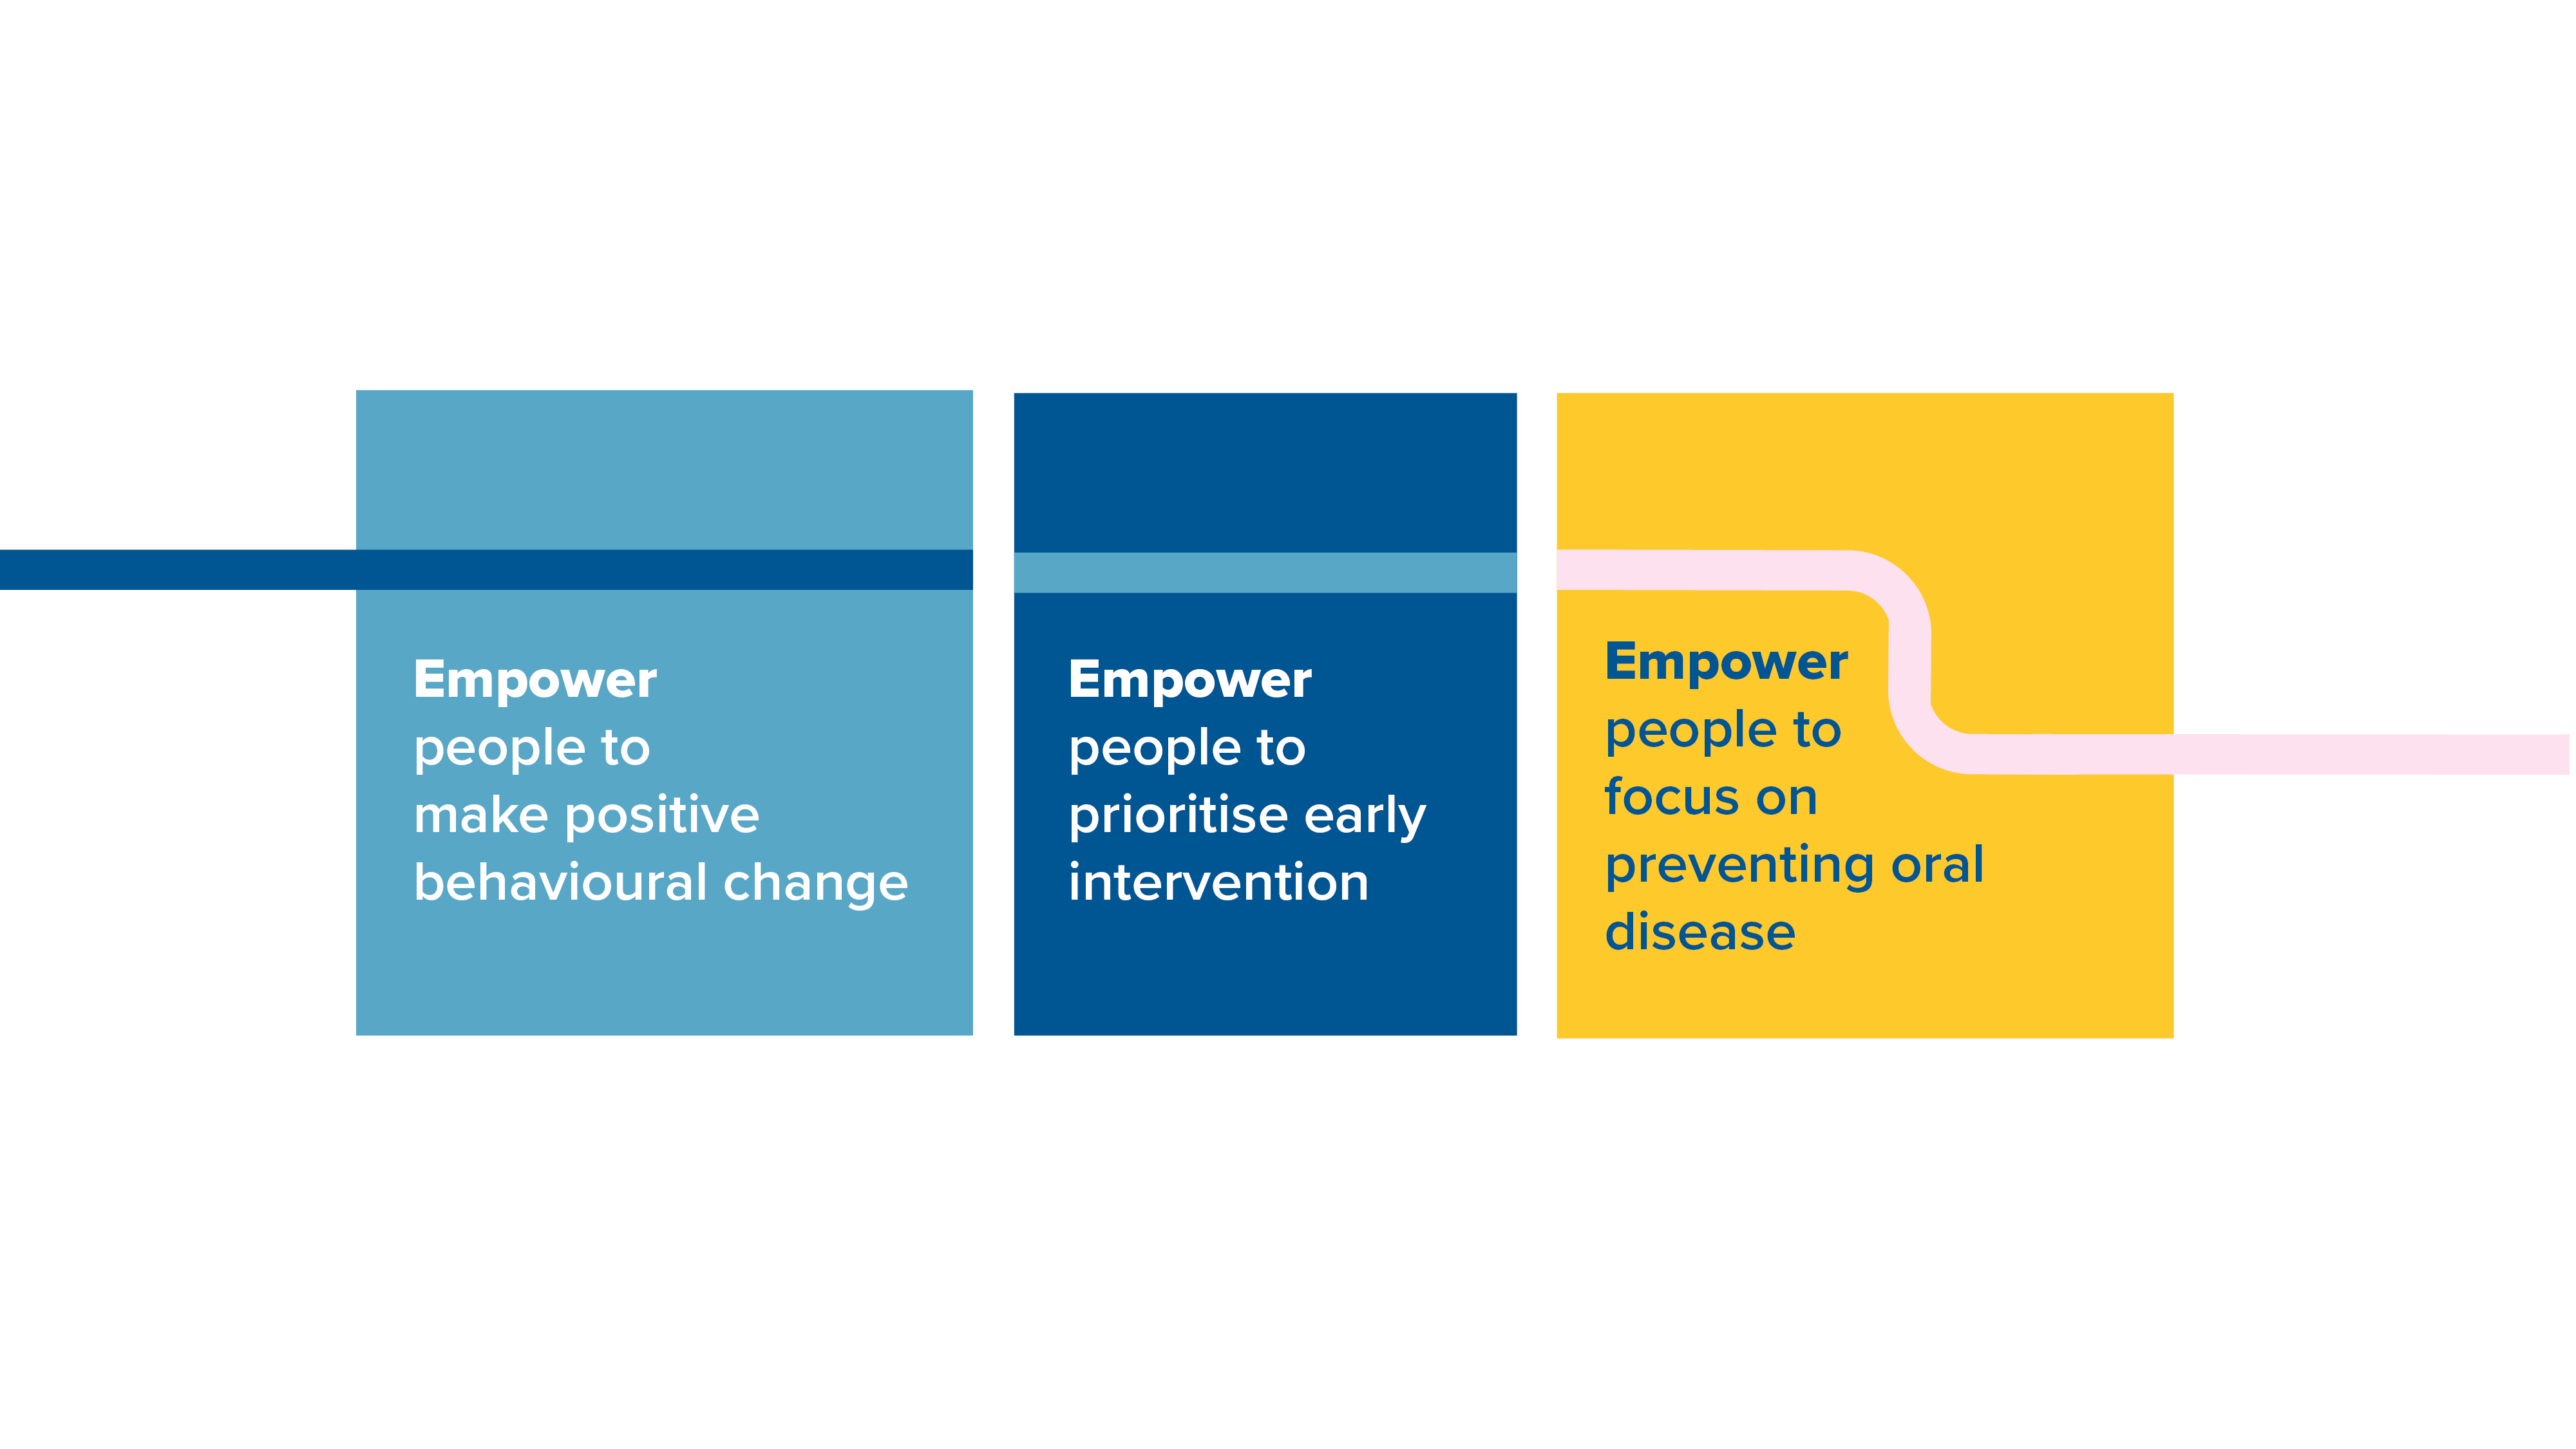 Empower
people to
make positive
behavioural change
Empower
people to
prioritise early
intervention
Empower
people to
focus on
preventing oral
disease